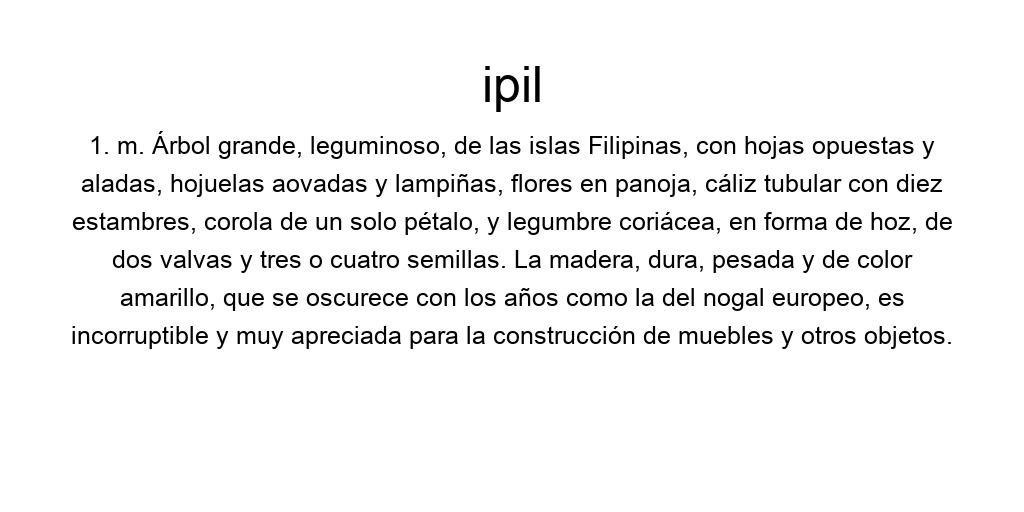 ipil
1. m. Árbol grande, leguminoso, de las islas Filipinas, con hojas opuestas y
aladas, hojuelas aovadas y lampiñas, flores en panoja, cáliz tubular con diez
estambres, corola de un solo pétalo, y legumbre coriácea, en forma de hoz, de
dos valvas y tres o cuatro semillas. La madera, dura, pesada y de color
amarillo, que se oscurece con los años como la del nogal europeo, es
incorruptible y muy apreciada para la construcción de muebles y otros objetos.